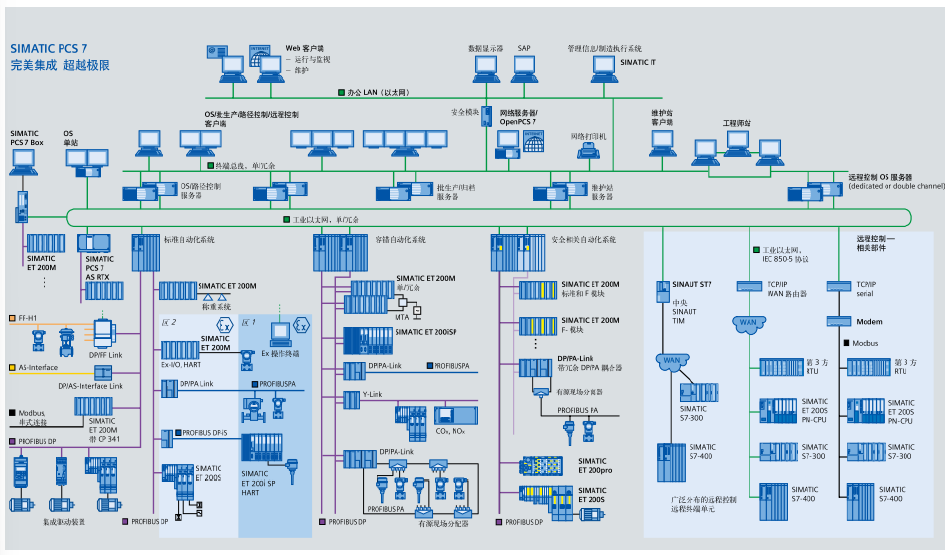 SIMATIC PCS 7
完美集成 超越极限
Web 客户端
– 运行与监视
– 维护
数据显示器
SAP
管理信息/制造执行系统
SIMATIC IT
办公 LAN（以太网）
OS/批生产/路径控制/远程控制
客户端
安全模块
网络服务器/
OpenPCS 7
网络打印机
维护站
客户端
工程师站
SIMATIC
PCS 7 Box
OS
单站
终端总线，单/冗余
OS/路径控制
服务器
批生产/归档
服务器
维护站
服务器
远程控制 OS 服务器
(dedicated or double channel)
工业以太网，单/冗余
SIMATIC
ET 200M
SIMATIC
PCS 7
AS RTX
标准自动化系统
容错自动化系统
安全相关自动化系统
工业以太网，
IEC 850-5 协议
远程控制—
相关部件
SIMATIC ET 200M
称重系统
SIMATIC ET 200M
单/冗余
MTA
SIMATIC ET 200M
标准和 F 模块
SIMATIC ET 200M
F- 模块
SINAUT ST7
中央
SINAUT
TIM
TCP/IP
WAN 路由器
TCP/IP
serial
WAN
Modem
Modbus
FF-H1
DP/FF Link
区 2
区 1
SIMATIC
ET 200M
Ex-I/O, HART
Ex 操作终端
SIMATIC ET 200iSP
DP/PA-Link
PROFIBUSPA
DP/PA-Link
带冗余 DP/PA 耦合器
WAN
第 3 方
RTU
第 3 方
RTU
AS-Interface
DP/AS-Interface Link
DP/PA Link
PROFIBUSPA
Y-Link
COx, NOx
有源现场分配器
PROFIBUS PA
SIMATIC
S7-300
SIMATIC
ET 200S
PN-CPU
SIMATIC
ET 200S
PN-CPU
Modbus,
串式连接
SIMATIC
ET 200M
带 CP 341
PROFIBUS DP
PROFIBUS DP-iS
SIMATIC
ET 200S
SIMATIC
ET 200i SP
HART
DP/PA-Link
SIMATIC
ET 200pro
SIMATIC
S7-400
SIMATIC
S7-300
SIMATIC
S7-300
集成驱动装置
PROFIBUS DP
PROFIBUS DP
PROFIBUSPA
有源现场分配器
SIMATIC
ET 200S
PROFIBUS DP
广泛分布的远程控制
远程终端单元
SIMATIC
S7-400
SIMATIC
S7-400